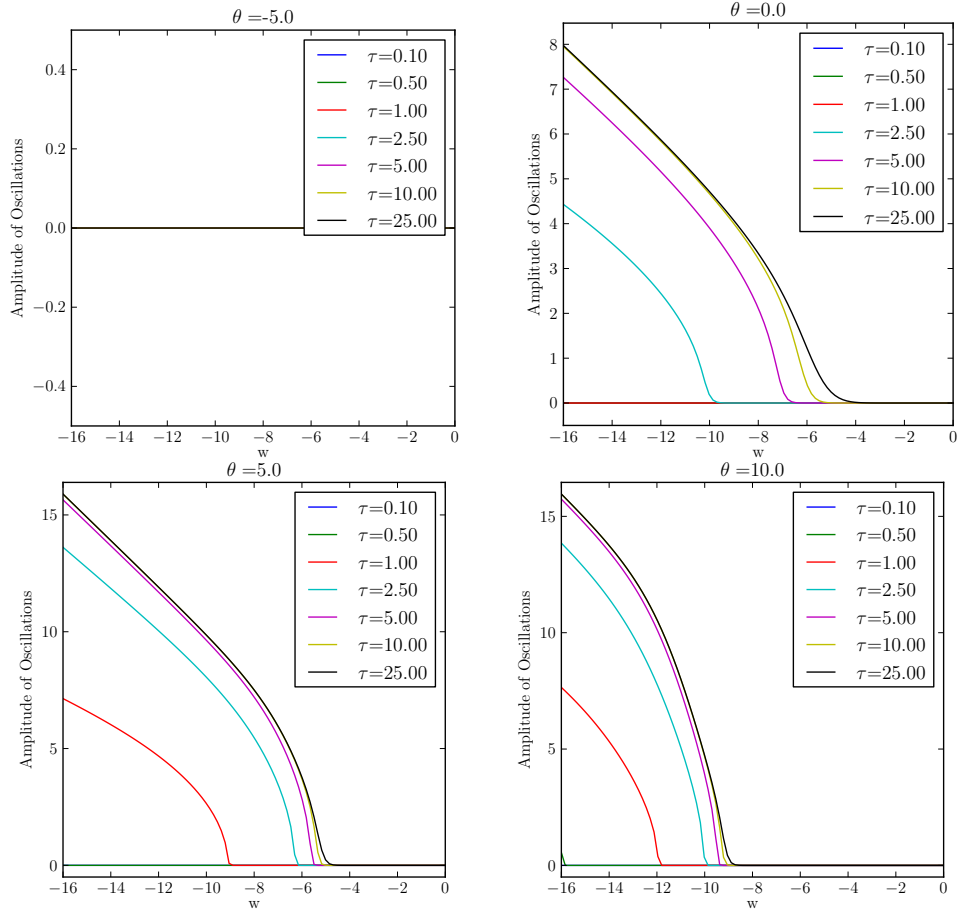 θ =-5.0
Amplitude of Oscillations
0.4
0.2
0.0
−0.2
−0.4
τ=0.10
τ=0.50
τ=1.00
τ=2.50
τ=5.00
τ=10.00
τ=25.00
−16 −14 −12 −10 −8 −6 −4 −2 0
w
θ =0.0
Amplitude of Oscillations
8
7
6
5
4
3
2
1
0
τ=0.10
τ=0.50
τ=1.00
τ=2.50
τ=5.00
τ=10.00
τ=25.00
−16 −14 −12 −10 −8 −6 −4 −2 0
w
θ =5.0
Amplitude of Oscillations
15
10
5
0
τ=0.10
τ=0.50
τ=1.00
τ=2.50
τ=5.00
τ=10.00
τ=25.00
−16 −14 −12 −10 −8 −6 −4 −2 0
w
θ =10.0
Amplitude of Oscillations
15
10
5
0
τ=0.10
τ=0.50
τ=1.00
τ=2.50
τ=5.00
τ=10.00
τ=25.00
−16 −14 −12 −10 −8 −6 −4 −2 0
w